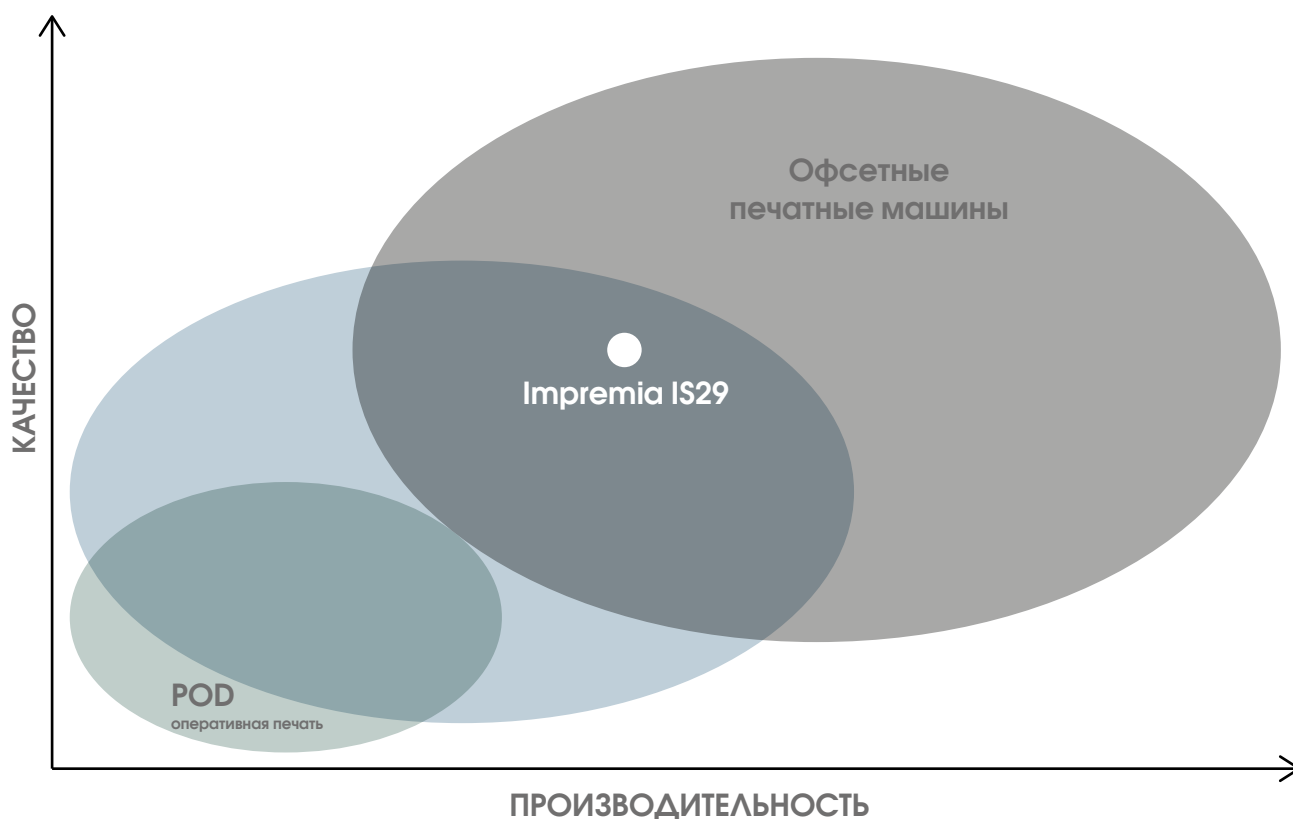 Офсетные
печатные машины
КАЧЕСТВО
Impremia IS29
POD
оперативная печать
ПРОИЗВОДИТЕЛЬНОСТЬ